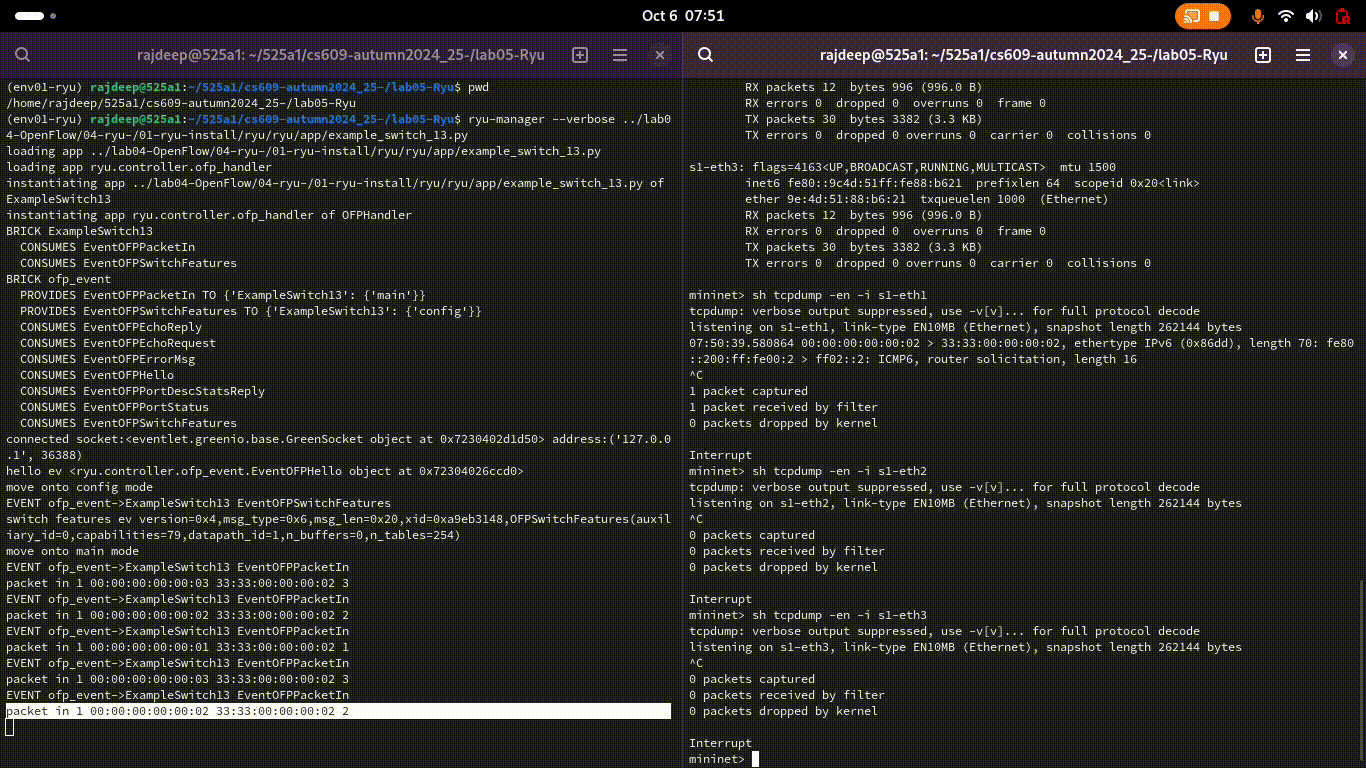 Oct 6 07:51
rajdeep@525a1: ~/525a1/cs609-autumn2024_25-/lab05-Ryu
(env01-ryu) rajdeep@525a1:~/525a1/cs609-autumn2024_25-/lab05-Ryu$ pwd
/home/rajdeep/525a1/cs609-autumn2024_25-/lab05-Ryu
(env01-ryu) rajdeep@525a1:~/525a1/cs609-autumn2024_25-/lab05-Ryu$ ryu-manager --verbose ../lab0
4-OpenFlow/04-ryu-/01-ryu-install/ryu/ryu/app/example_switch_13.py
loading app ../lab04-OpenFlow/04-ryu-/01-ryu-install/ryu/ryu/app/example_switch_13.py
loading app ryu.controller.ofp_handler
instantiating app ../lab04-OpenFlow/04-ryu-/01-ryu-install/ryu/ryu/app/example_switch_13.py of
ExampleSwitch13
instantiating app ryu.controller.ofp_handler of OFPHandler
BRICK ExampleSwitch13
  CONSUMES EventOFPPacketIn
  CONSUMES EventOFPSwitchFeatures
BRICK ofp_event
  PROVIDES EventOFPPacketIn TO {'ExampleSwitch13': {'main'}}
  PROVIDES EventOFPSwitchFeatures TO {'ExampleSwitch13': {'config'}}
  CONSUMES EventOFPEchoReply
  CONSUMES EventOFPEchoRequest
  CONSUMES EventOFPErrorMsg
  CONSUMES EventOFPHello
  CONSUMES EventOFPPortDescStatsReply
  CONSUMES EventOFPPortStatus
  CONSUMES EventOFPSwitchFeatures
connected socket:<eventlet.greenio.base.GreenSocket object at 0x7230402d1d50> address:('127.0.0
.1', 36388)
hello ev <ryu.controller.ofp_event.EventOFPHello object at 0x72304026ccd0>
move onto config mode
EVENT ofp_event->ExampleSwitch13 EventOFPSwitchFeatures
switch features ev version=0x4,msg_type=0x6,msg_len=0x20,xid=0xa9eb3148,OFPSwitchFeatures(auxil
iary_id=0,capabilities=79,datapath_id=1,n_buffers=0,n_tables=254)
move onto main mode
EVENT ofp_event->ExampleSwitch13 EventOFPPacketIn
packet in 1 00:00:00:00:00:03 33:33:00:00:00:02 3
EVENT ofp_event->ExampleSwitch13 EventOFPPacketIn
packet in 1 00:00:00:00:00:02 33:33:00:00:00:02 2
EVENT ofp_event->ExampleSwitch13 EventOFPPacketIn
packet in 1 00:00:00:00:00:01 33:33:00:00:00:02 1
EVENT ofp_event->ExampleSwitch13 EventOFPPacketIn
packet in 1 00:00:00:00:00:03 33:33:00:00:00:02 3
EVENT ofp_event->ExampleSwitch13 EventOFPPacketIn
packet in 1 00:00:00:00:00:02 33:33:00:00:00:02 2
rajdeep@525a1: ~/525a1/cs609-autumn2024_25-/lab05-Ryu
        RX packets 12  bytes 996 (996.0 B)
        RX errors 0  dropped 0  overruns 0  frame 0
        TX packets 30  bytes 3382 (3.3 KB)
        TX errors 0  dropped 0 overruns 0  carrier 0  collisions 0
s1-eth3: flags=4163<UP,BROADCAST,RUNNING,MULTICAST>  mtu 1500
        inet6 fe80::9c4d:51ff:fe88:b621  prefixlen 64  scopeid 0x20<link>
        ether 9e:4d:51:88:b6:21  txqueuelen 1000  (Ethernet)
        RX packets 12  bytes 996 (996.0 B)
        RX errors 0  dropped 0  overruns 0  frame 0
        TX packets 30  bytes 3382 (3.3 KB)
        TX errors 0  dropped 0 overruns 0  carrier 0  collisions 0
mininet> sh tcpdump -en -i s1-eth1
tcpdump: verbose output suppressed, use -v[v]... for full protocol decode
listening on s1-eth1, link-type EN10MB (Ethernet), snapshot length 262144 bytes
07:50:39.580864 00:00:00:00:00:02 > 33:33:00:00:00:02, ethertype IPv6 (0x86dd), length 70: fe80
::200:ff:fe00:2 > ff02::2: ICMP6, router solicitation, length 16
^C
1 packet captured
1 packet received by filter
0 packets dropped by kernel
Interrupt
mininet> sh tcpdump -en -i s1-eth2
tcpdump: verbose output suppressed, use -v[v]... for full protocol decode
listening on s1-eth2, link-type EN10MB (Ethernet), snapshot length 262144 bytes
^C
0 packets captured
0 packets received by filter
0 packets dropped by kernel
Interrupt
mininet> sh tcpdump -en -i s1-eth3
tcpdump: verbose output suppressed, use -v[v]... for full protocol decode
listening on s1-eth3, link-type EN10MB (Ethernet), snapshot length 262144 bytes
^C
0 packets captured
0 packets received by filter
0 packets dropped by kernel
Interrupt
mininet>